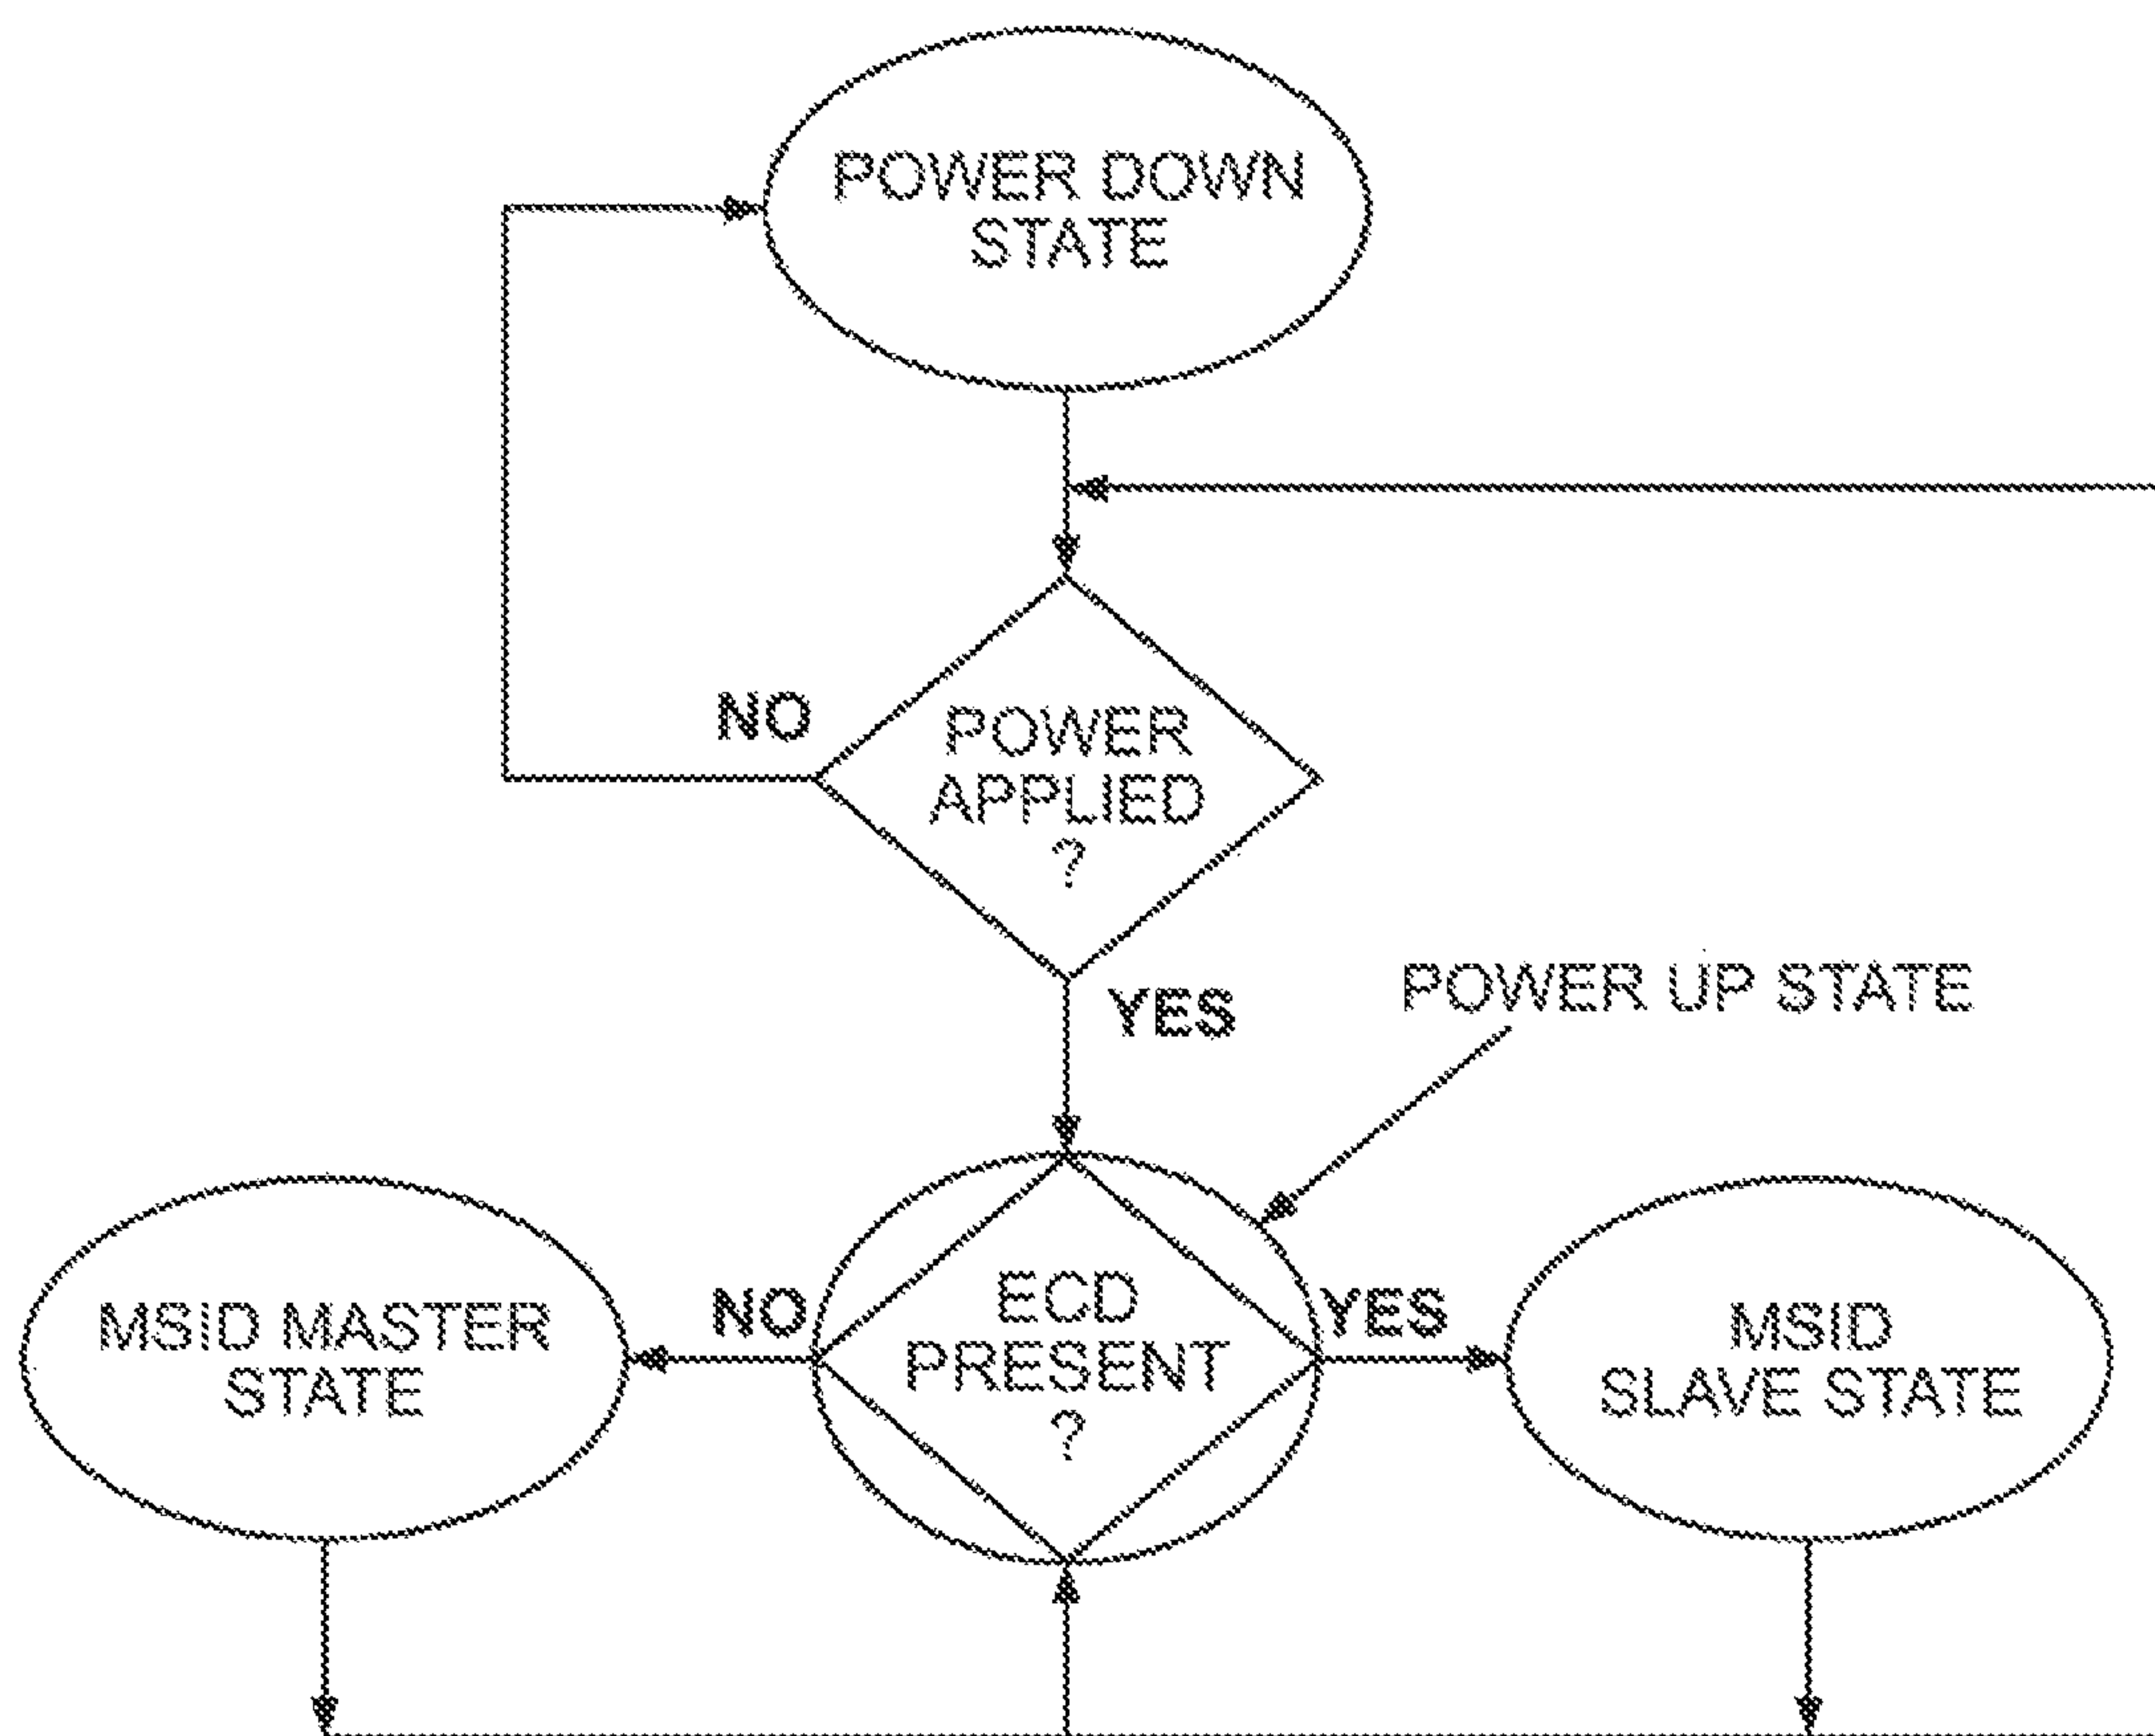 POWER DOWN
STATE
NO
POWER
APPLIED
?
YES
POWER UP STATE
MSID MASTER
STATE
NO
ECD
PRESENT
?
YES
MSID
SLAVE STATE